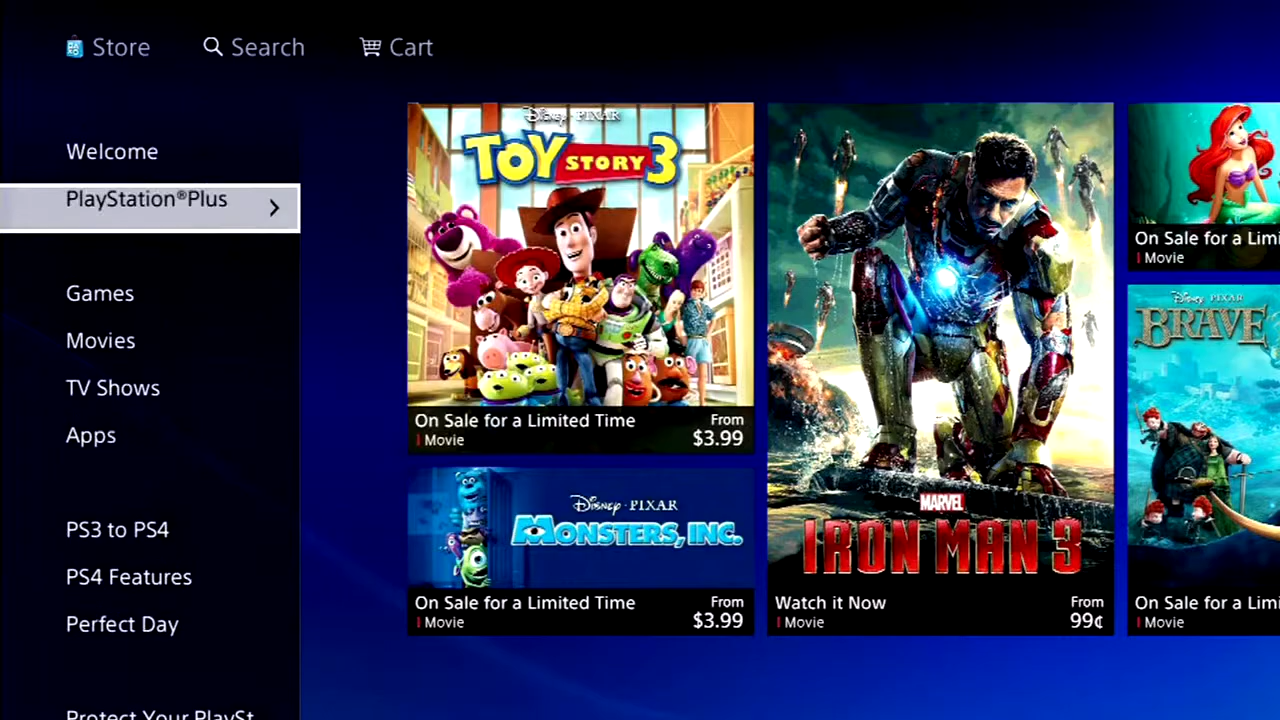 Store
Search
Cart
Welcome
PlayStation®Plus
Games
Movies
TV Shows
Apps
PS3 to PS4
PS4 Features
Perfect Day
Protect Your PlaySt
Disney · PIXAR
TOY STORY 3
On Sale for a Limited Time
From
Movie
$3.99
Disney · PIXAR
MONSTERS, INC.
On Sale for a Limited Time
From
Movie
$3.99
MARVEL
IRON MAN 3
Watch it Now
From
Movie
99¢
On Sale for a Limi
Movie
Disney PIXAR
BRAVE
On Sale for a Limi
Movie